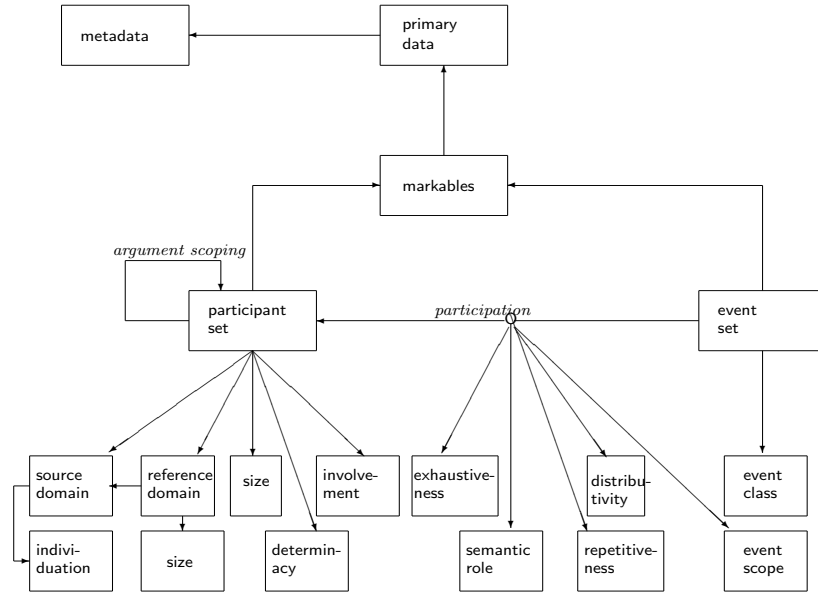 metadata
primary
data
markables
argument scoping
participant
set
participation
event
set
source
domain
reference
domain
size
involve-
ment
exhaustive-
ness
distribu-
tivity
event
class
indivi-
duation
size
determin-
acy
semantic
role
repetitive-
ness
event
scope